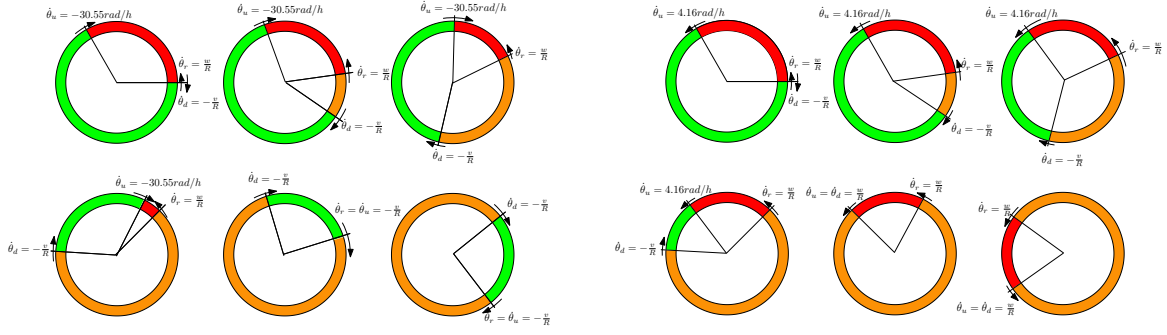 θ̇_u = −30.55rad/h
θ̇_r = w/R
θ̇_d = −v/R
θ̇_u = −30.55rad/h
θ̇_r = w/R
θ̇_d = −v/R
θ̇_u = −30.55rad/h
θ̇_r = w/R
θ̇_d = −v/R
θ̇_u = 4.16rad/h
θ̇_r = w/R
θ̇_d = −v/R
θ̇_u = 4.16rad/h
θ̇_r = w/R
θ̇_d = −v/R
θ̇_u = 4.16rad/h
θ̇_r = w/R
θ̇_d = −v/R
θ̇_u = −30.55rad/h
θ̇_r = w/R
θ̇_d = −v/R
θ̇_d = −v/R
θ̇_r = θ̇_u = −v/R
θ̇_d = −v/R
θ̇_r = θ̇_u = −v/R
θ̇_u = 4.16rad/h
θ̇_r = w/R
θ̇_d = −v/R
θ̇_u = θ̇_d = w/R
θ̇_r = w/R
θ̇_r = w/R
θ̇_u = θ̇_d = w/R